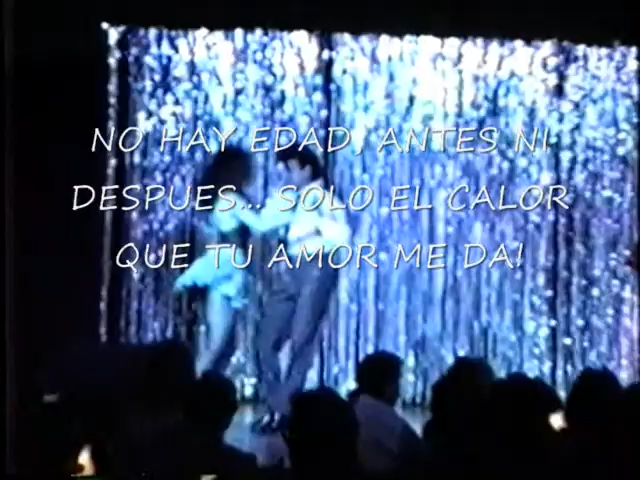 NO HAY EDAD, ANTES NI
DESPUES... SOLO EL CALOR
QUE TU AMOR ME DA!